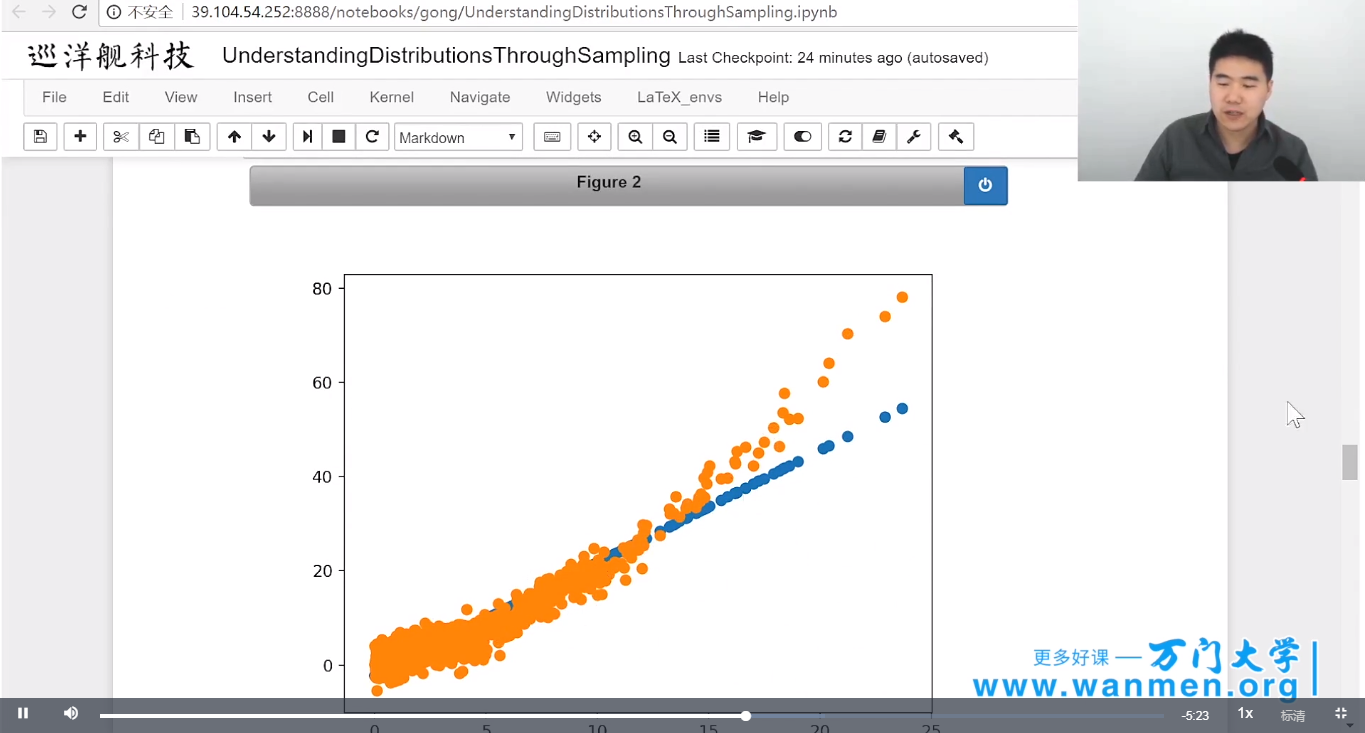 不安全 39.104.54.252:8888/notebooks/gong/UnderstandingDistributionsThroughSampling.ipynb
巡洋舰科技 UnderstandingDistributionsThroughSampling Last Checkpoint: 24 minutes ago (autosaved)
File Edit View Insert Cell Kernel Navigate Widgets LaTeX_envs Help
Markdown
Figure 2
80
60
40
20
0
0 5 10 15 20 25
更多好课 — 万门大学
www.wanmen.org
-5:23 1x 标清